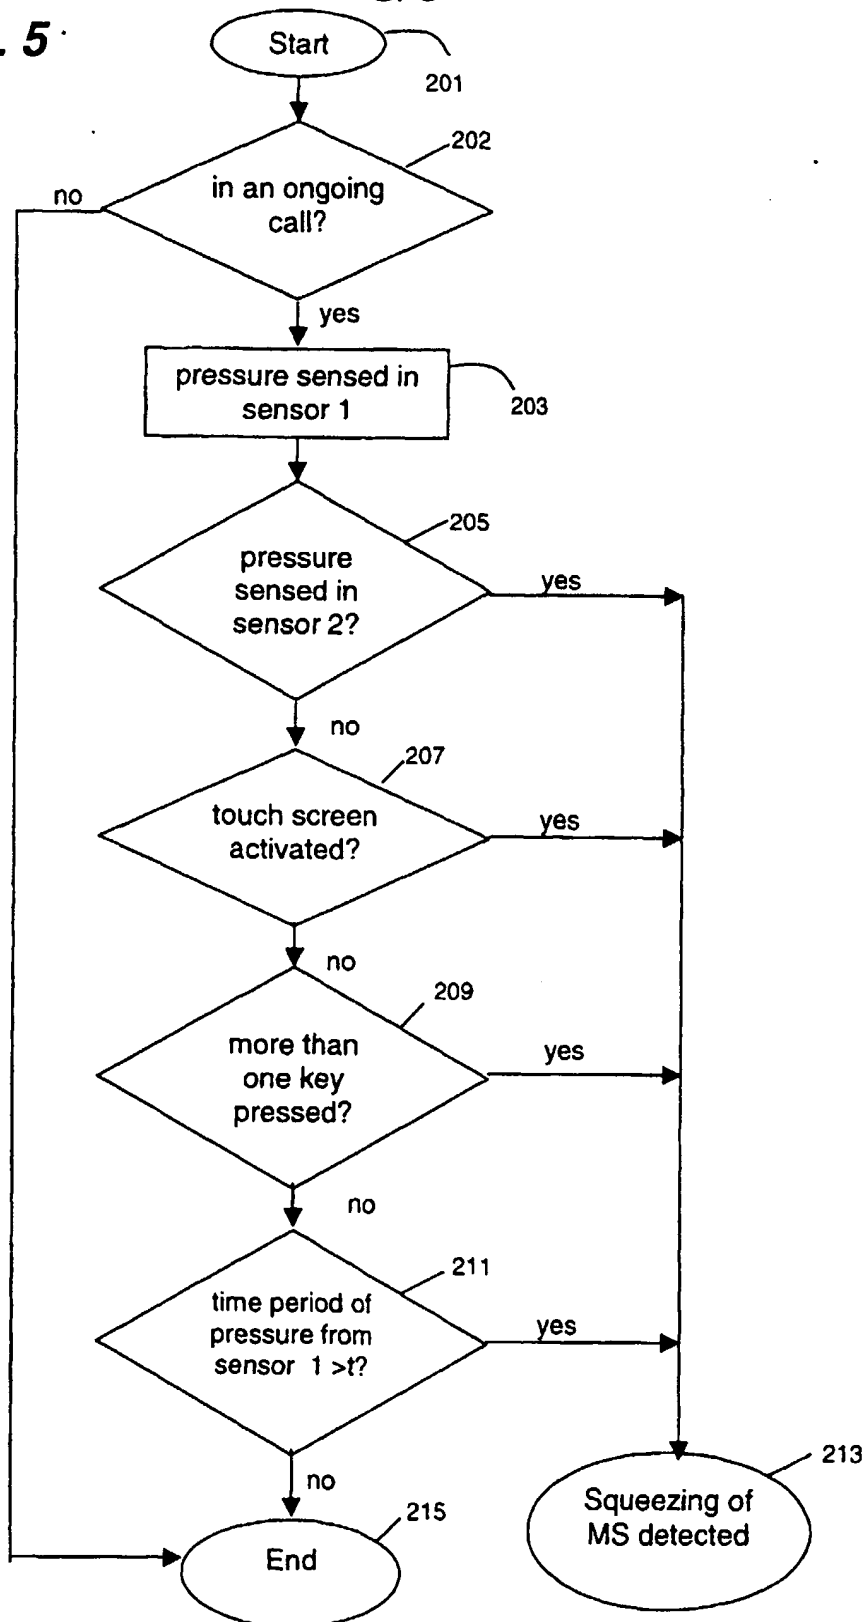 . 5
Start
201
202
in an ongoing
call?
no
yes
pressure sensed in
sensor 1
203
205
pressure
sensed in
sensor 2?
yes
no
207
touch screen
activated?
yes
no
209
more than
one key
pressed?
yes
no
211
time period of
pressure from
sensor 1 >t?
yes
no
213
Squeezing of
MS detected
215
End